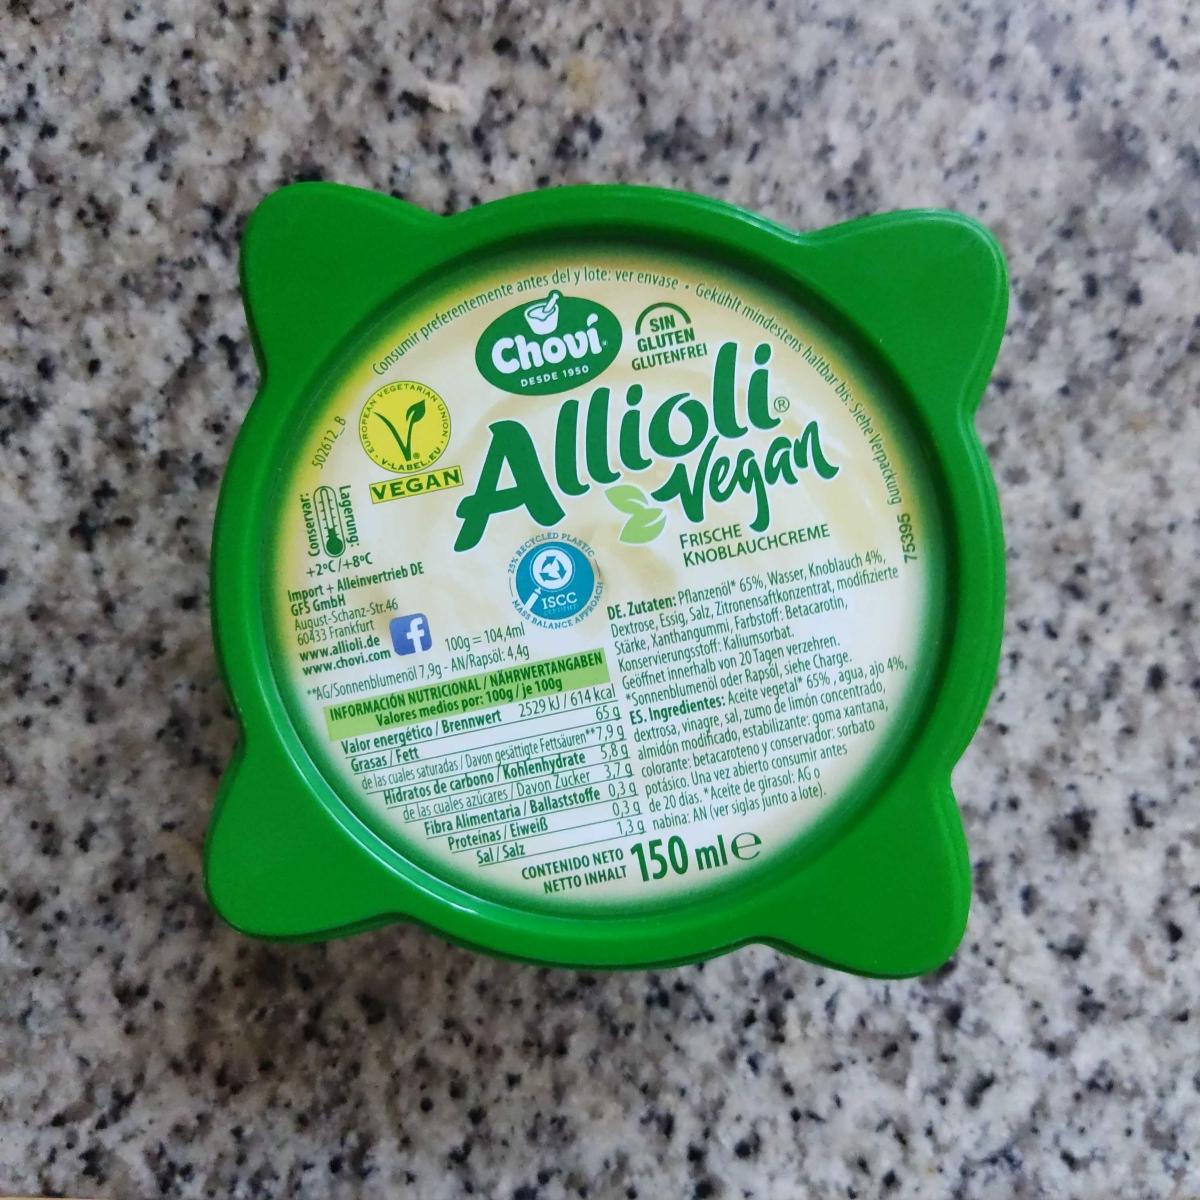 Consumir preferentemente antes del y lote: ver envase • Gekühlt mindestens haltbar bis: Siehe Verpackung
Choví
DESDE 1950
SIN
GLUTEN
GLUTENFREI
Allioli®
Vegan
FRISCHE
KNOBLAUCHCREME
EUROPEAN VEGETARIAN UNION
V-LABEL.EU
VEGAN
502612_B
75395
Conservar:
Lagerung:
+2ºC/+8ºC
Import + Alleinvertrieb DE
GFS GmbH
August-Schanz-Str.46
60433 Frankfurt
www.allioli.de
www.chovi.com
f
25% RECYCLED PLASTIC
ISCC
certified
MASS BALANCE APPROACH
100g = 104,4ml
**AG/Sonnenblumenöl 7,9g - AN/Rapsöl: 4,4g
INFORMACIÓN NUTRICIONAL / NÄHRWERTANGABEN
Valores medios por: 100g / je 100g
Valor energético / Brennwert 2529 kJ / 614 kcal
Grasas / Fett 65 g
de las cuales saturadas / Davon gesättigte Fettsäuren** 7,9 g
Hidratos de carbono / Kohlenhydrate 5,8 g
de las cuales azúcares / Davon Zucker 3,7 g
Fibra Alimentaria / Ballaststoffe 0,3 g
Proteínas / Eiweiß 0,3 g
Sal / Salz 1,3 g
DE. Zutaten: Pflanzenöl* 65%, Wasser, Knoblauch 4%,
Dextrose, Essig, Salz, Zitronensaftkonzentrat, modifizierte
Stärke, Xanthangummi, Farbstoff: Betacarotin,
Konservierungsstoff: Kaliumsorbat.
Geöffnet innerhalb von 20 Tagen verzehren.
*Sonnenblumenöl oder Rapsöl, siehe Charge.
ES. Ingredientes: Aceite vegetal* 65% , agua, ajo 4%,
dextrosa, vinagre, sal, zumo de limón concentrado,
almidón modificado, estabilizante: goma xantana,
colorante: betacaroteno y conservador: sorbato
potásico. Una vez abierto consumir antes
de 20 días. *Aceite de girasol: AG o
nabina: AN (ver siglas junto a lote).
CONTENIDO NETO
NETTO INHALT
150 ml e